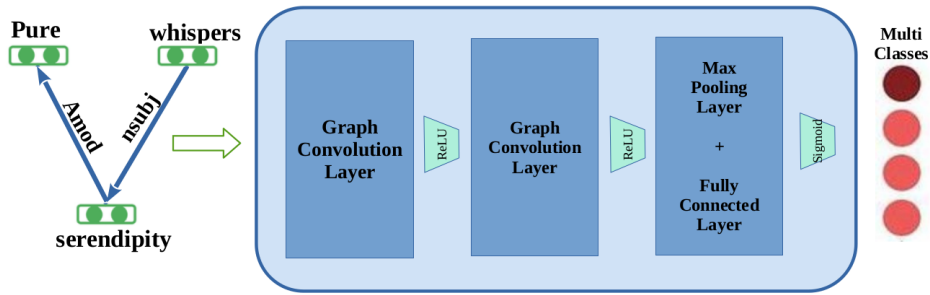 Pure
whispers
Amod
nsubj
serendipity
Graph
Convolution
Layer
ReLU
Graph
Convolution
Layer
ReLU
Max
Pooling
Layer
+
Fully
Connected
Layer
Sigmoid
Multi
Classes